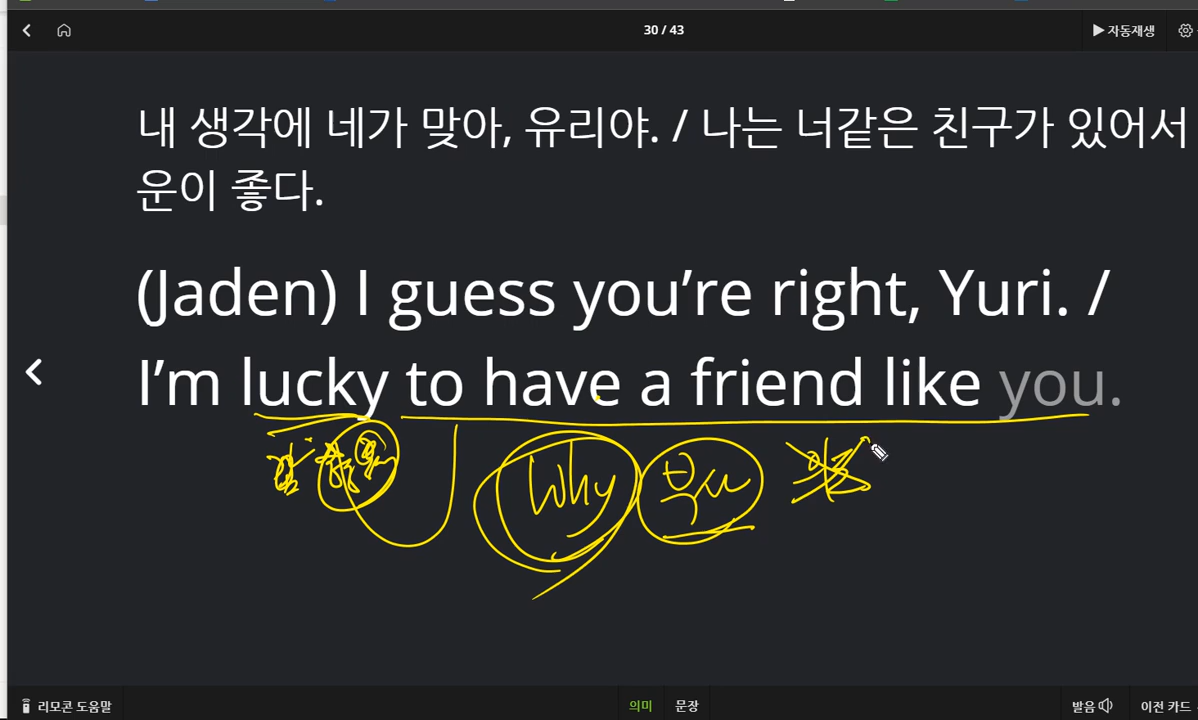 30 / 43
▶자동재생
내 생각에 네가 맞아, 유리야. / 나는 너같은 친구가 있어서
운이 좋다.
(Jaden) I guess you’re right, Yuri. /
I’m lucky to have a friend like you.
Why 부사
리모콘 도움말
의미
문장
발음
이전 카드